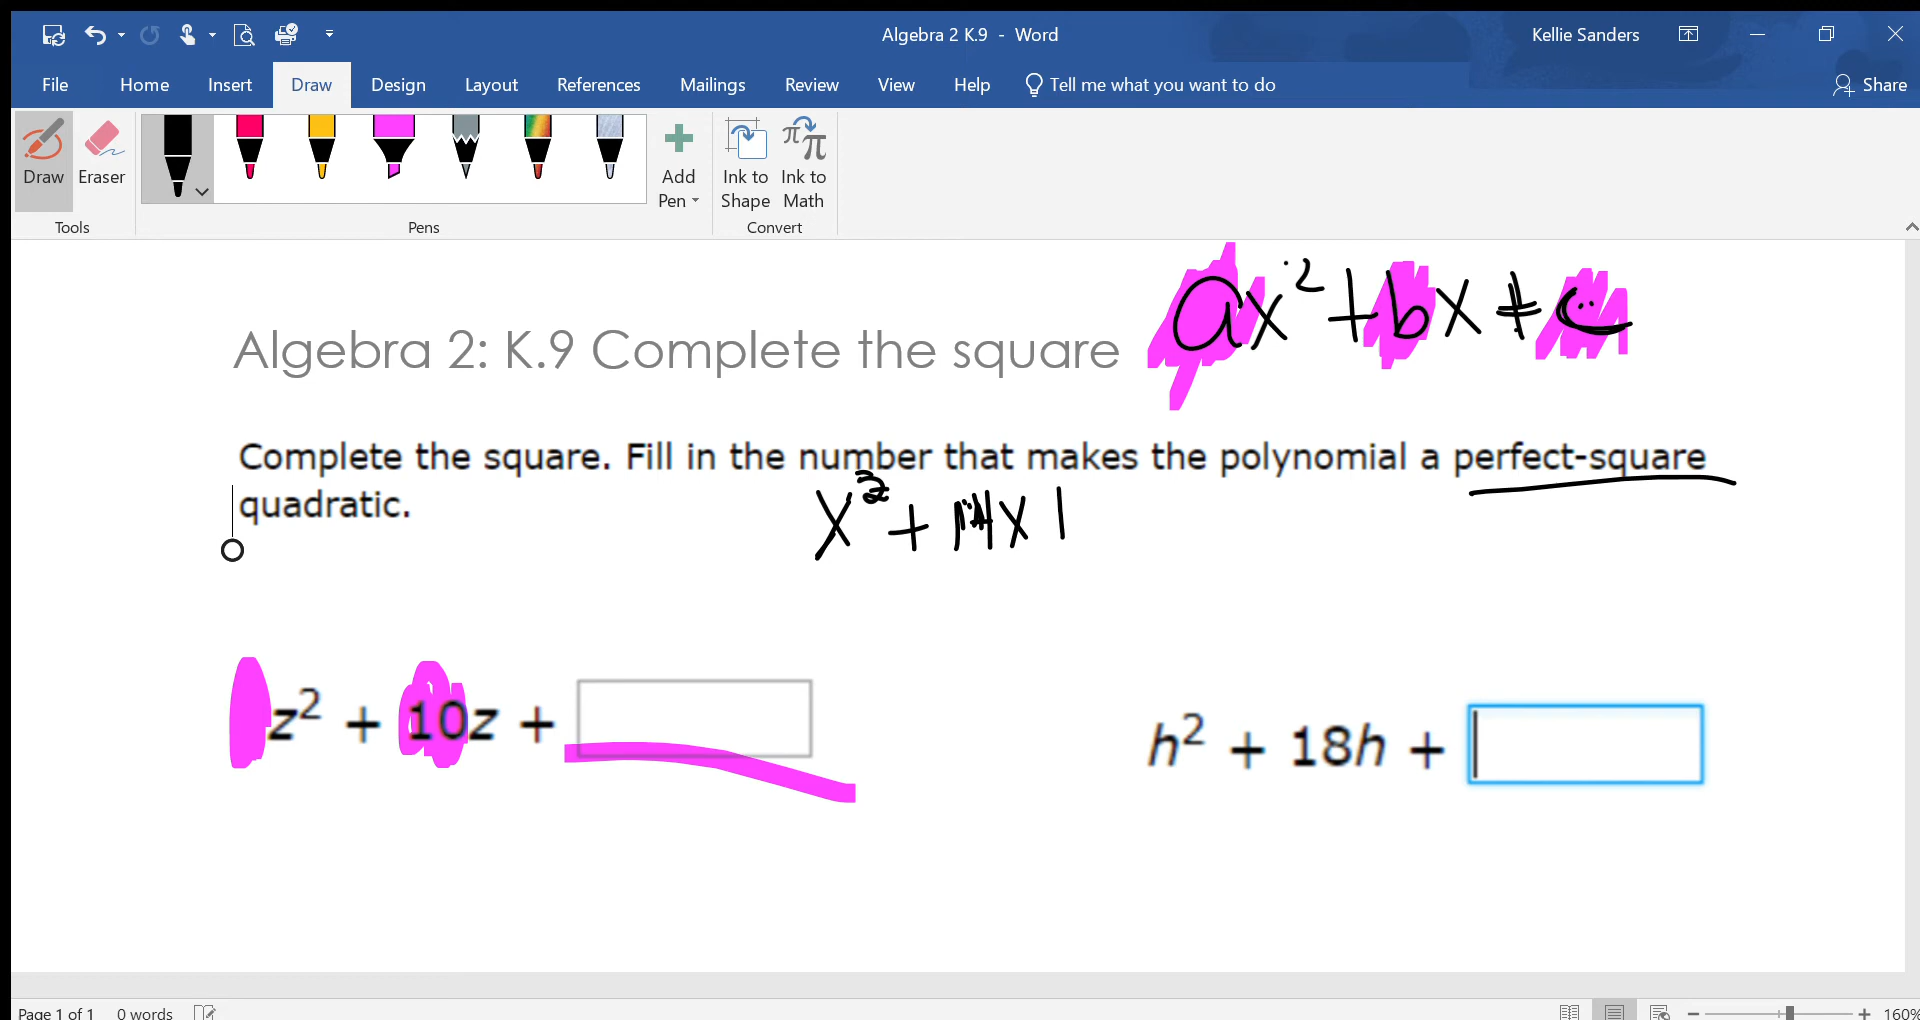 Algebra 2 K.9 - Word
Kellie Sanders
File Home Insert Draw Design Layout References Mailings Review View Help Tell me what you want to do Share
Draw Eraser
Add Pen
Ink to Shape
Ink to Math
Tools Pens Convert
ax² + bx + c
Algebra 2: K.9 Complete the square
Complete the square. Fill in the number that makes the polynomial a perfect-square
quadratic.
x² + 14x
z² + 10z +
h² + 18h +
Page 1 of 1 0 words
160%